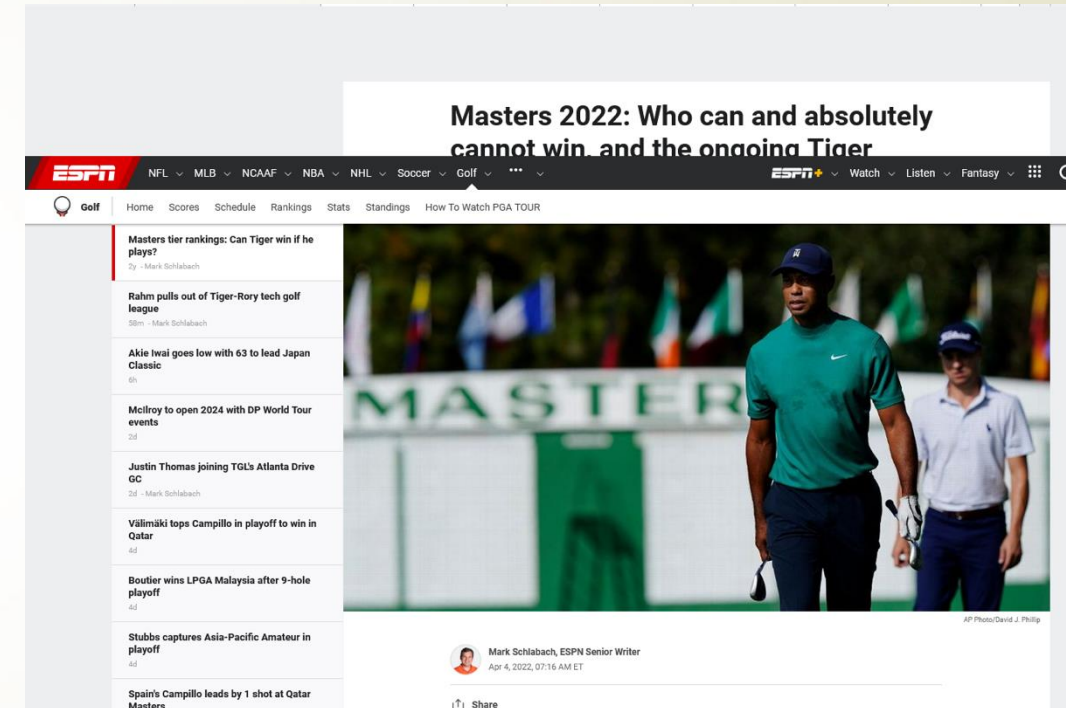 Masters 2022: Who can and absolutely
cannot win, and the ongoing Tiger
ESPN
NFL MLB NCAAF NBA NHL Soccer Golf ••• ESPN+ Watch Listen Fantasy
Golf Home Scores Schedule Rankings Stats Standings How To Watch PGA TOUR
Masters tier rankings: Can Tiger win if he
plays?
2y - Mark Schlabach
Rahm pulls out of Tiger-Rory tech golf
league
58m - Mark Schlabach
Akie Iwai goes low with 63 to lead Japan
Classic
6h
McIlroy to open 2024 with DP World Tour
events
2d
Justin Thomas joining TGL's Atlanta Drive
GC
2d - Mark Schlabach
Välimäki tops Campillo in playoff to win in
Qatar
4d
Boutier wins LPGA Malaysia after 9-hole
playoff
4d
Stubbs captures Asia-Pacific Amateur in
playoff
4d
Spain's Campillo leads by 1 shot at Qatar
Masters
MASTER
TW
Titleist
AP Photo/David J. Phillip
Mark Schlabach, ESPN Senior Writer
Apr 4, 2022, 07:16 AM ET
Share